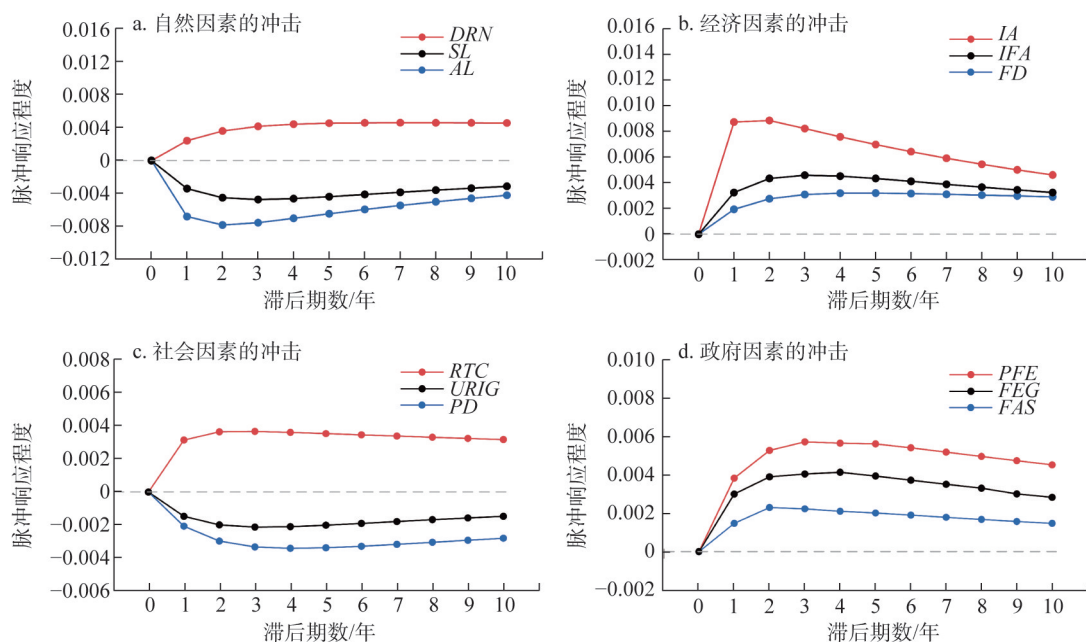 a. 自然因素的冲击
DRN
SL
AL
脉冲响应程度
0.016
0.012
0.008
0.004
0
−0.004
−0.008
−0.012
0 1 2 3 4 5 6 7 8 9 10
滞后期数/年
b. 经济因素的冲击
IA
IFA
FD
脉冲响应程度
0.016
0.014
0.012
0.010
0.008
0.006
0.004
0.002
0
−0.002
0 1 2 3 4 5 6 7 8 9 10
滞后期数/年
c. 社会因素的冲击
RTC
URIG
PD
脉冲响应程度
0.008
0.006
0.004
0.002
0
−0.002
−0.004
−0.006
0 1 2 3 4 5 6 7 8 9 10
滞后期数/年
d. 政府因素的冲击
PFE
FEG
FAS
脉冲响应程度
0.010
0.008
0.006
0.004
0.002
0
−0.002
0 1 2 3 4 5 6 7 8 9 10
滞后期数/年